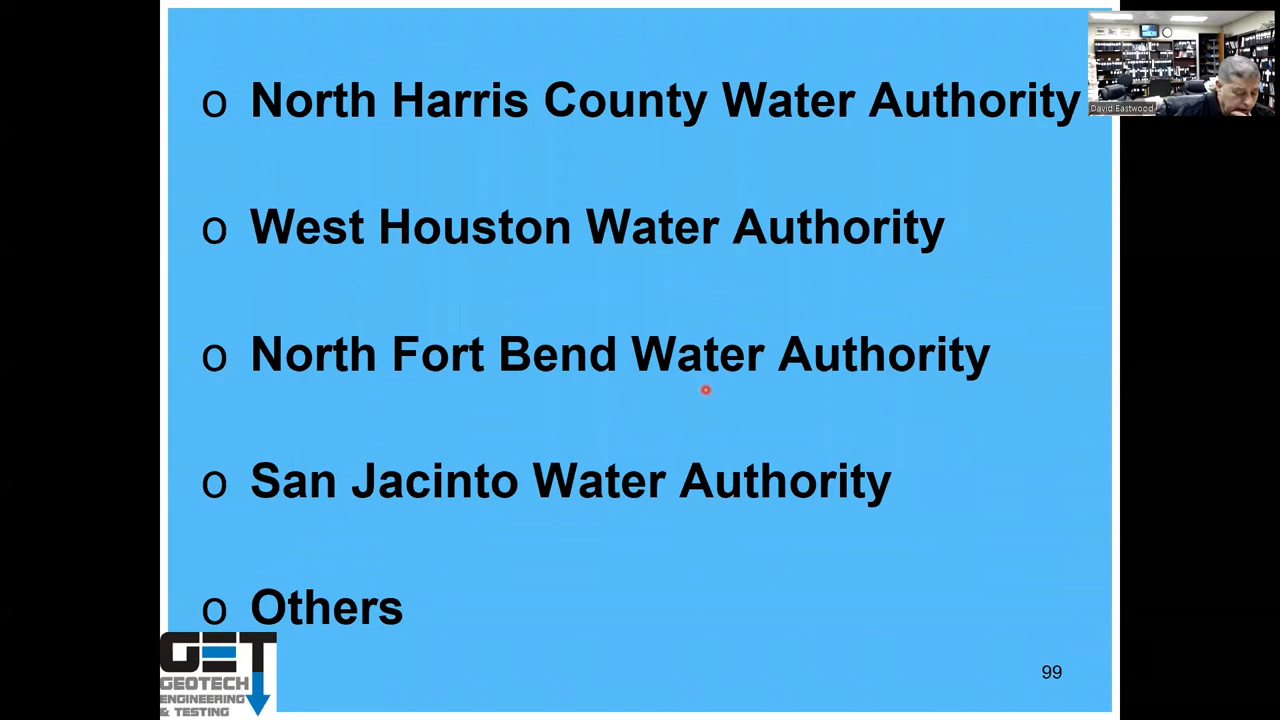 o North Harris County Water Authority
David Eastwood
o West Houston Water Authority
o North Fort Bend Water Authority
o San Jacinto Water Authority
o Others
GET
GEOTECH
ENGINEERING
& TESTING
99